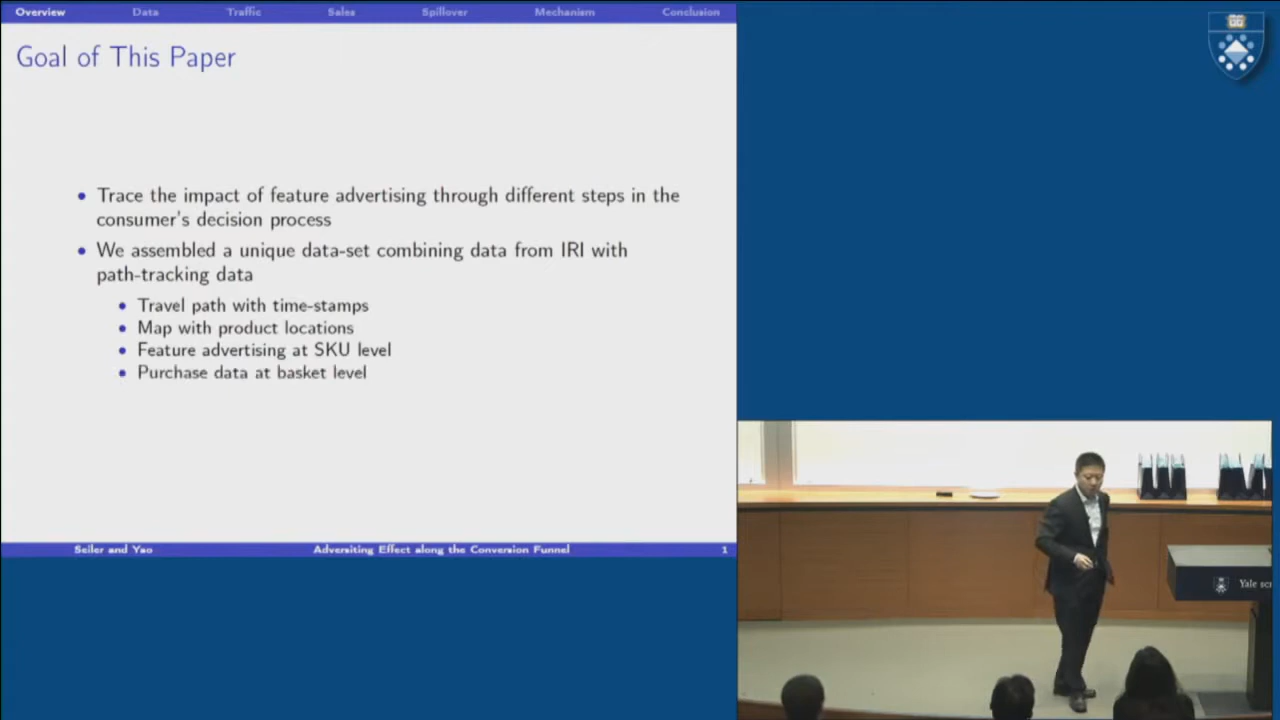 Overview Data Traffic Sales Spillover Mechanism Conclusion
Goal of This Paper
Trace the impact of feature advertising through different steps in the
consumer's decision process
We assembled a unique data-set combining data from IRI with
path-tracking data
Travel path with time-stamps
Map with product locations
Feature advertising at SKU level
Purchase data at basket level
Seiler and Yao Adversiting Effect along the Conversion Funnel 1
Yale